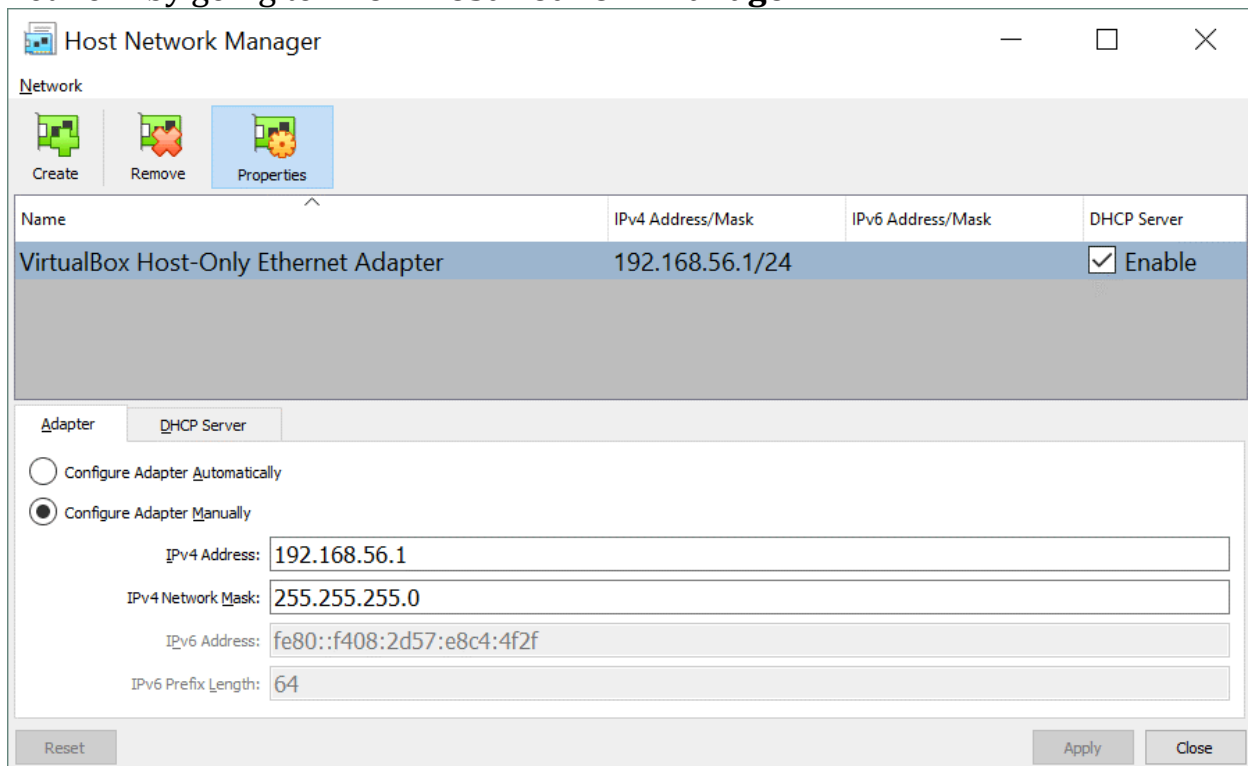 Host Network Manager
Network
Create Remove Properties
Name IPv4 Address/Mask IPv6 Address/Mask DHCP Server
VirtualBox Host-Only Ethernet Adapter 192.168.56.1/24 Enable
Adapter DHCP Server
Configure Adapter Automatically
Configure Adapter Manually
IPv4 Address: 192.168.56.1
IPv4 Network Mask: 255.255.255.0
IPv6 Address: fe80::f408:2d57:e8c4:4f2f
IPv6 Prefix Length: 64
Reset Apply Close